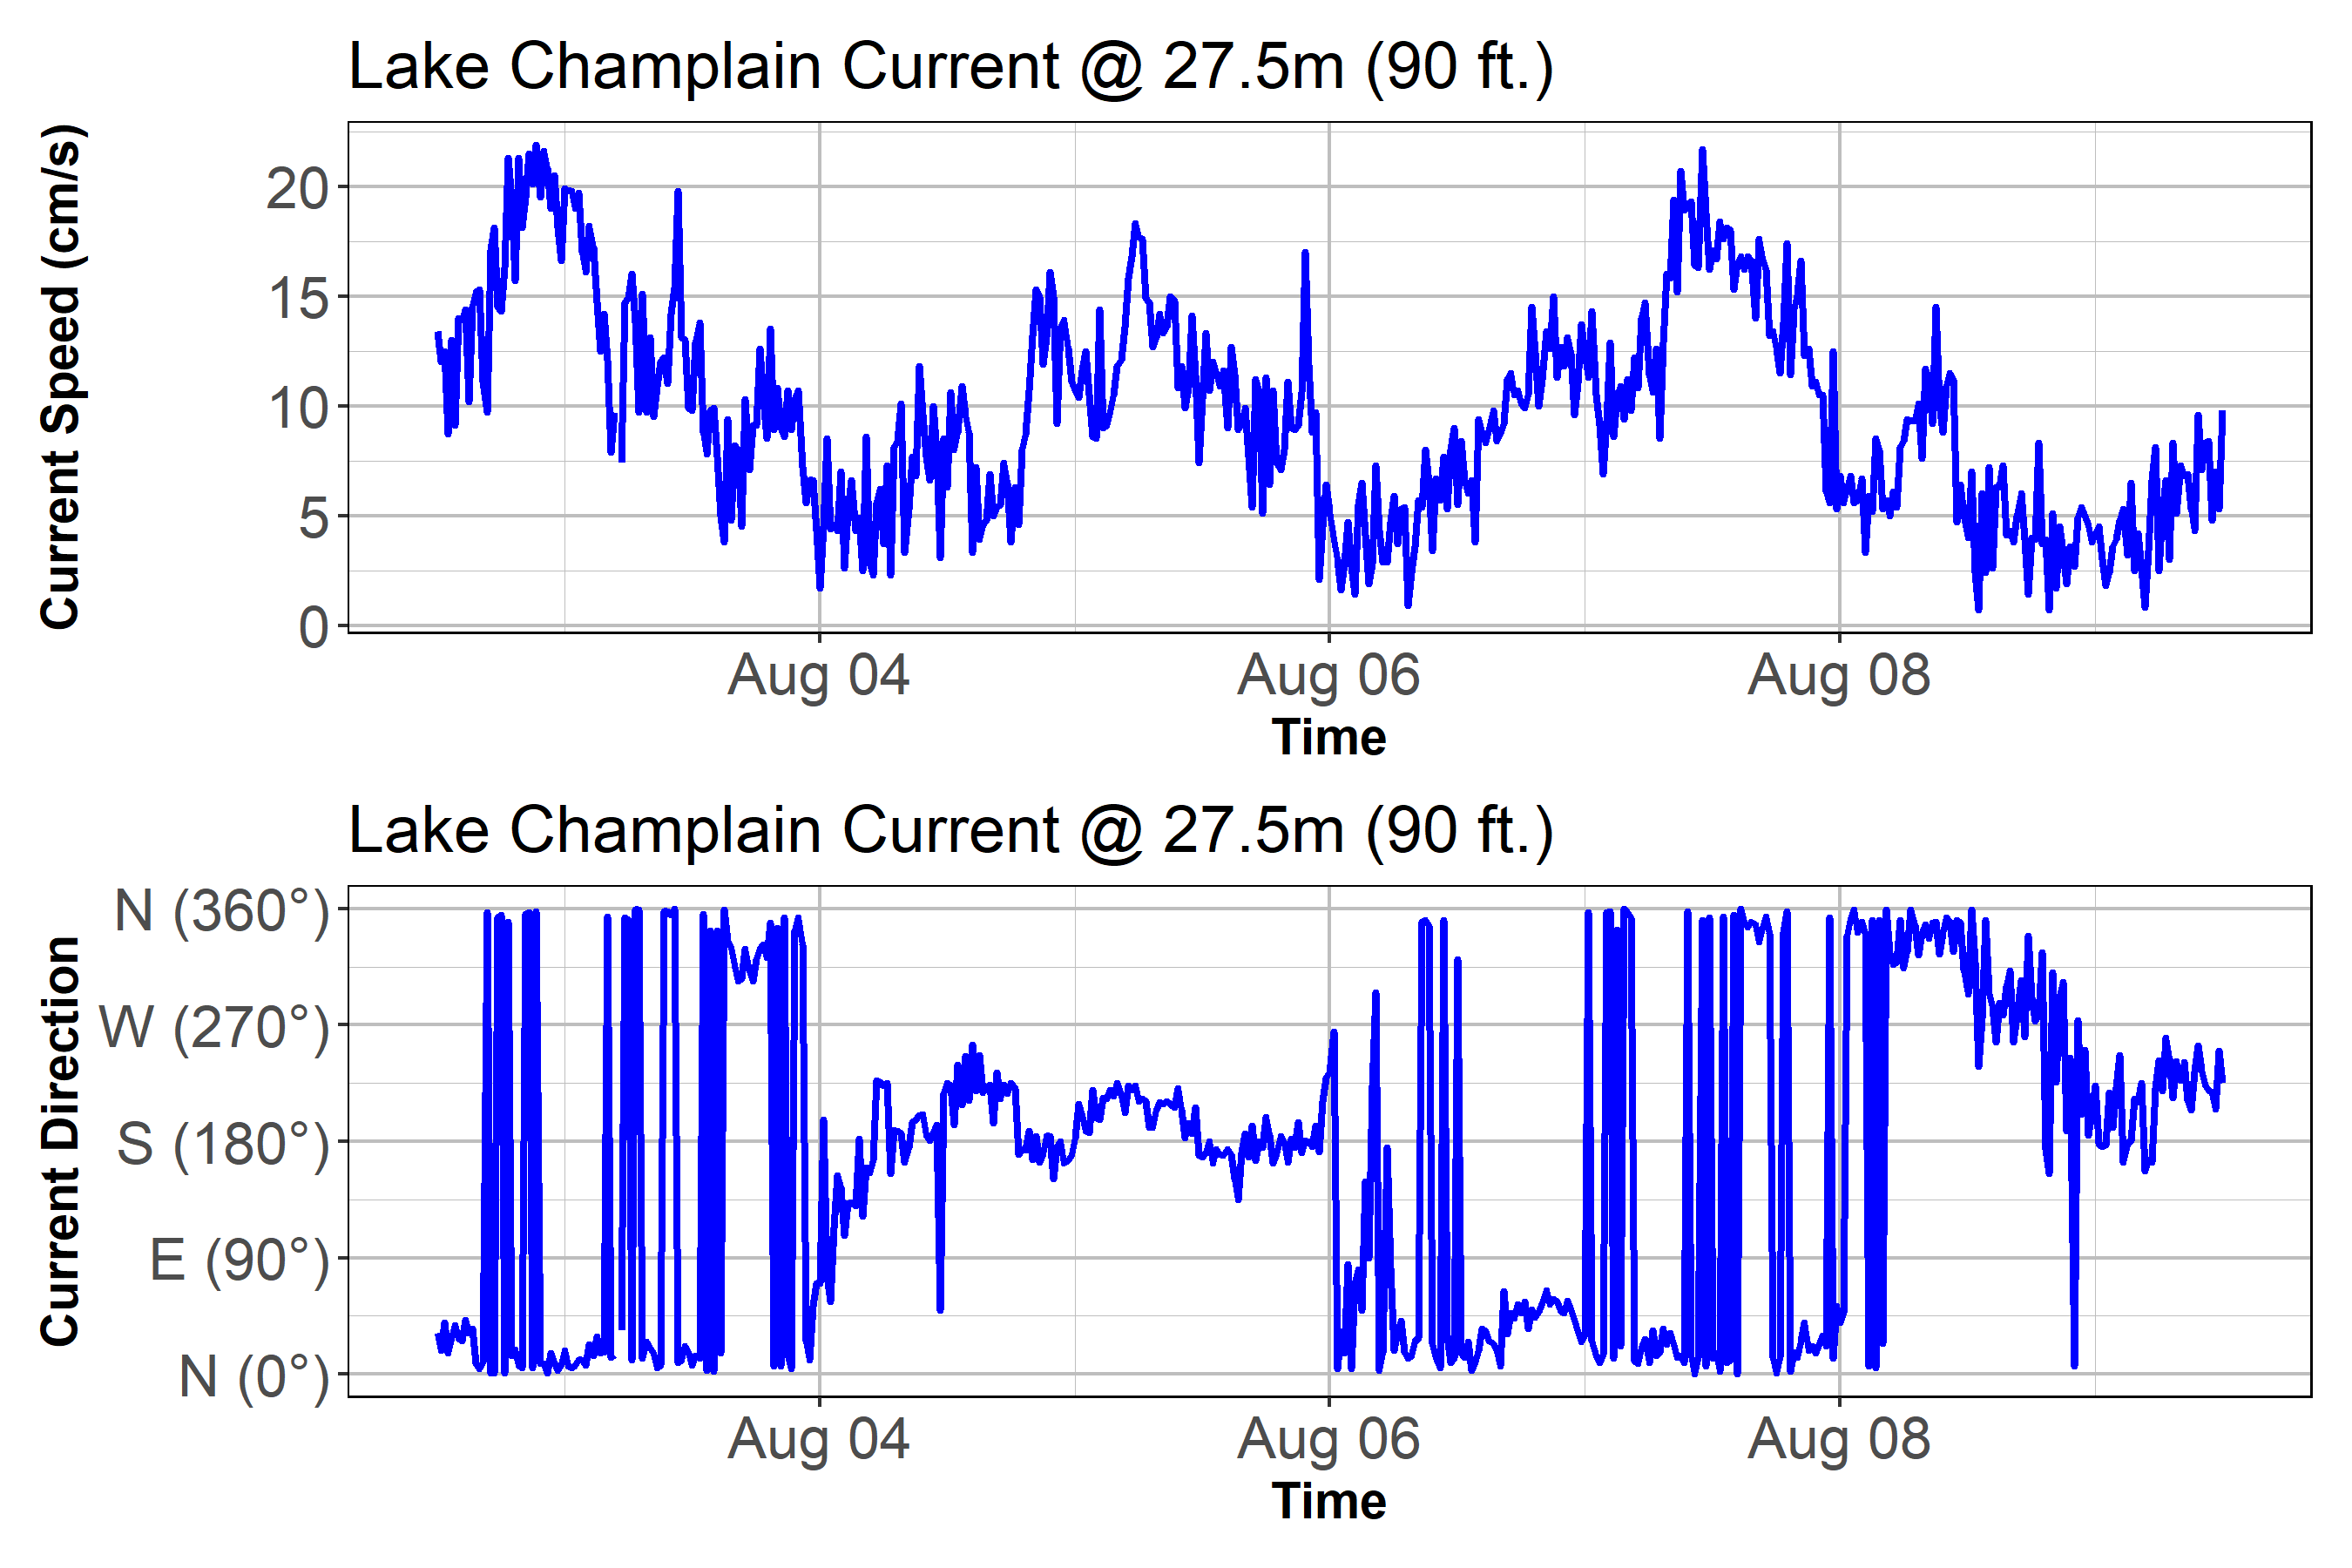 Lake Champlain Current @ 27.5m (90 ft.)
Current Speed (cm/s)
20
15
10
5
0
Aug 04 Aug 06 Aug 08
Time
Lake Champlain Current @ 27.5m (90 ft.)
Current Direction
N (360°)
W (270°)
S (180°)
E (90°)
N (0°)
Aug 04 Aug 06 Aug 08
Time